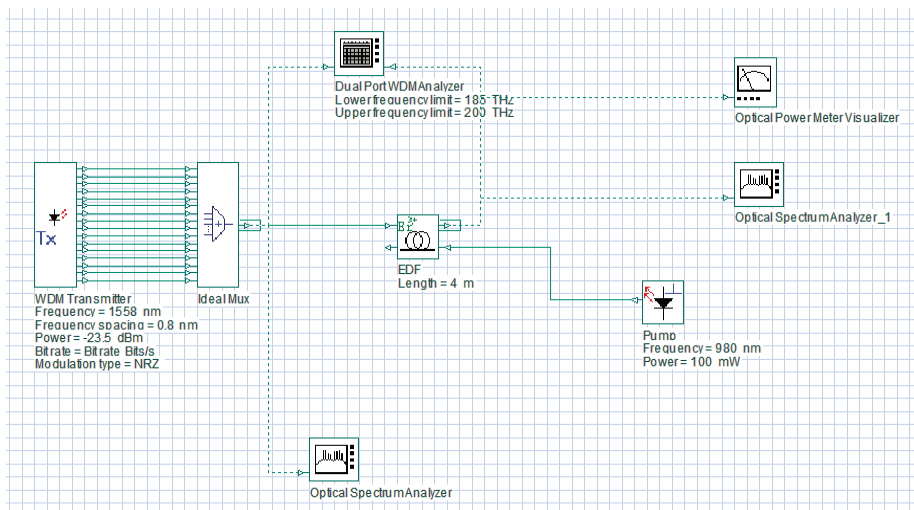 Dual Port WDM Analyzer
Lower frequency limit = 185 THz
Upper frequency limit = 200 THz
Optical Power Meter Visualizer
Tx
Optical Spectrum Analyzer_1
EDF
Length = 4 m
WDM Transmitter
Frequency = 1558 nm
Frequency spacing = 0.8 nm
Power = -23.5 dBm
Bitrate = Bitrate Bits/s
Modulation type = NRZ
Ideal Mux
Pump
Frequency = 980 nm
Power = 100 mW
Optical Spectrum Analyzer